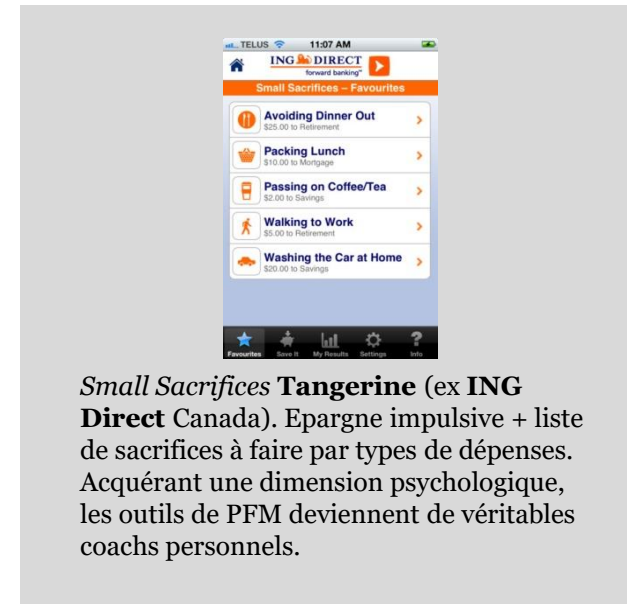 TELUS 11:07 AM
ING DIRECT
forward banking™
Small Sacrifices – Favourites
Avoiding Dinner Out
$25.00 to Retirement
Packing Lunch
$10.00 to Mortgage
Passing on Coffee/Tea
$2.00 to Savings
Walking to Work
$5.00 to Retirement
Washing the Car at Home
$20.00 to Savings
Favourites Save It My Results Settings Info
Small Sacrifices Tangerine (ex ING
Direct Canada). Epargne impulsive + liste
de sacrifices à faire par types de dépenses.
Acquérant une dimension psychologique,
les outils de PFM deviennent de véritables
coachs personnels.